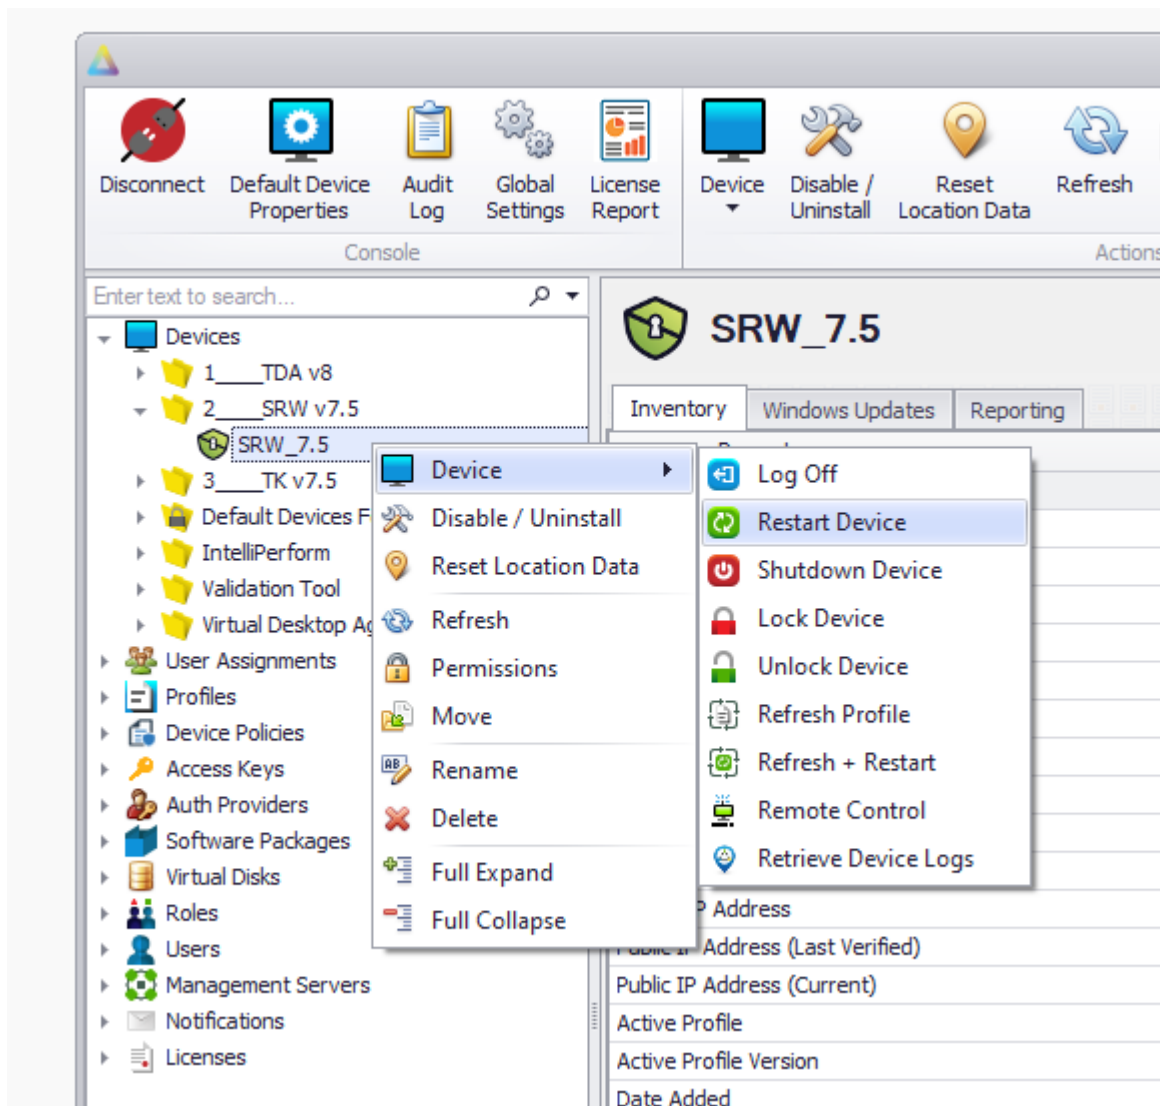 Disconnect
Default Device
Properties
Audit
Log
Global
Settings
License
Report
Console
Device
Disable /
Uninstall
Reset
Location Data
Refresh
Actions
Enter text to search...
Devices
1____TDA v8
2____SRW v7.5
SRW_7.5
3____TK v7.5
Default Devices F
IntelliPerform
Validation Tool
Virtual Desktop Ag
User Assignments
Profiles
Device Policies
Access Keys
Auth Providers
Software Packages
Virtual Disks
Roles
Users
Management Servers
Notifications
Licenses
Device
Disable / Uninstall
Reset Location Data
Refresh
Permissions
Move
Rename
Delete
Full Expand
Full Collapse
Log Off
Restart Device
Shutdown Device
Lock Device
Unlock Device
Refresh Profile
Refresh + Restart
Remote Control
Retrieve Device Logs
SRW_7.5
Inventory
Windows Updates
Reporting
P Address
Public IP Address (Last Verified)
Public IP Address (Current)
Active Profile
Active Profile Version
Date Added